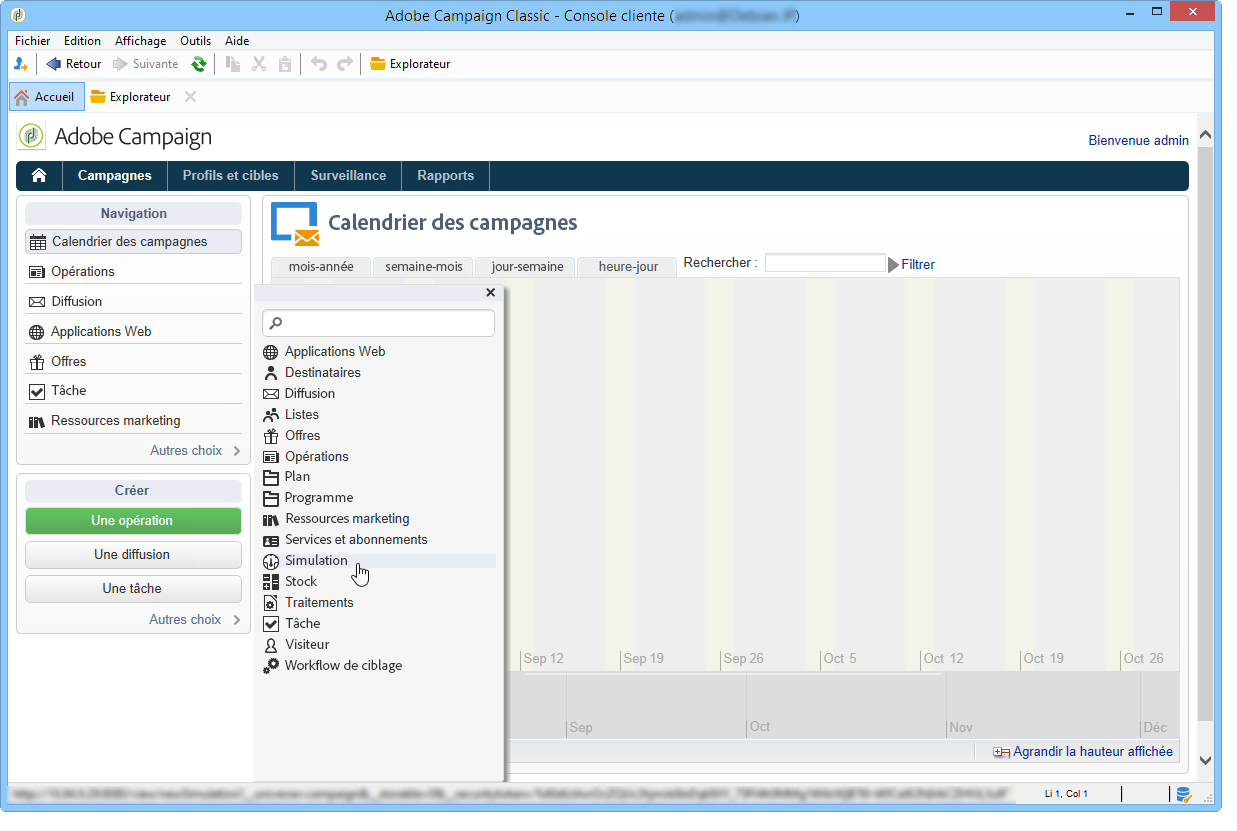 Adobe Campaign Classic - Console cliente (
Fichier Edition Affichage Outils Aide
Retour Suivante Explorateur
Accueil Explorateur
Adobe Campaign
Bienvenue admin
Campagnes Profils et cibles Surveillance Rapports
Navigation
Calendrier des campagnes
Opérations
Diffusion
Applications Web
Offres
Tâche
Ressources marketing
Autres choix
Créer
Une opération
Une diffusion
Une tâche
Autres choix
Calendrier des campagnes
mois-année semaine-mois jour-semaine heure-jour Rechercher : Filtrer
Applications Web
Destinataires
Diffusion
Listes
Offres
Opérations
Plan
Programme
Ressources marketing
Services et abonnements
Simulation
Stock
Traitements
Tâche
Visiteur
Workflow de ciblage
Sep 12 Sep 19 Sep 26 Oct 5 Oct 12 Oct 19 Oct 26
Sep Oct Nov Déc
Agrandir la hauteur affichée
Li 1, Col 1